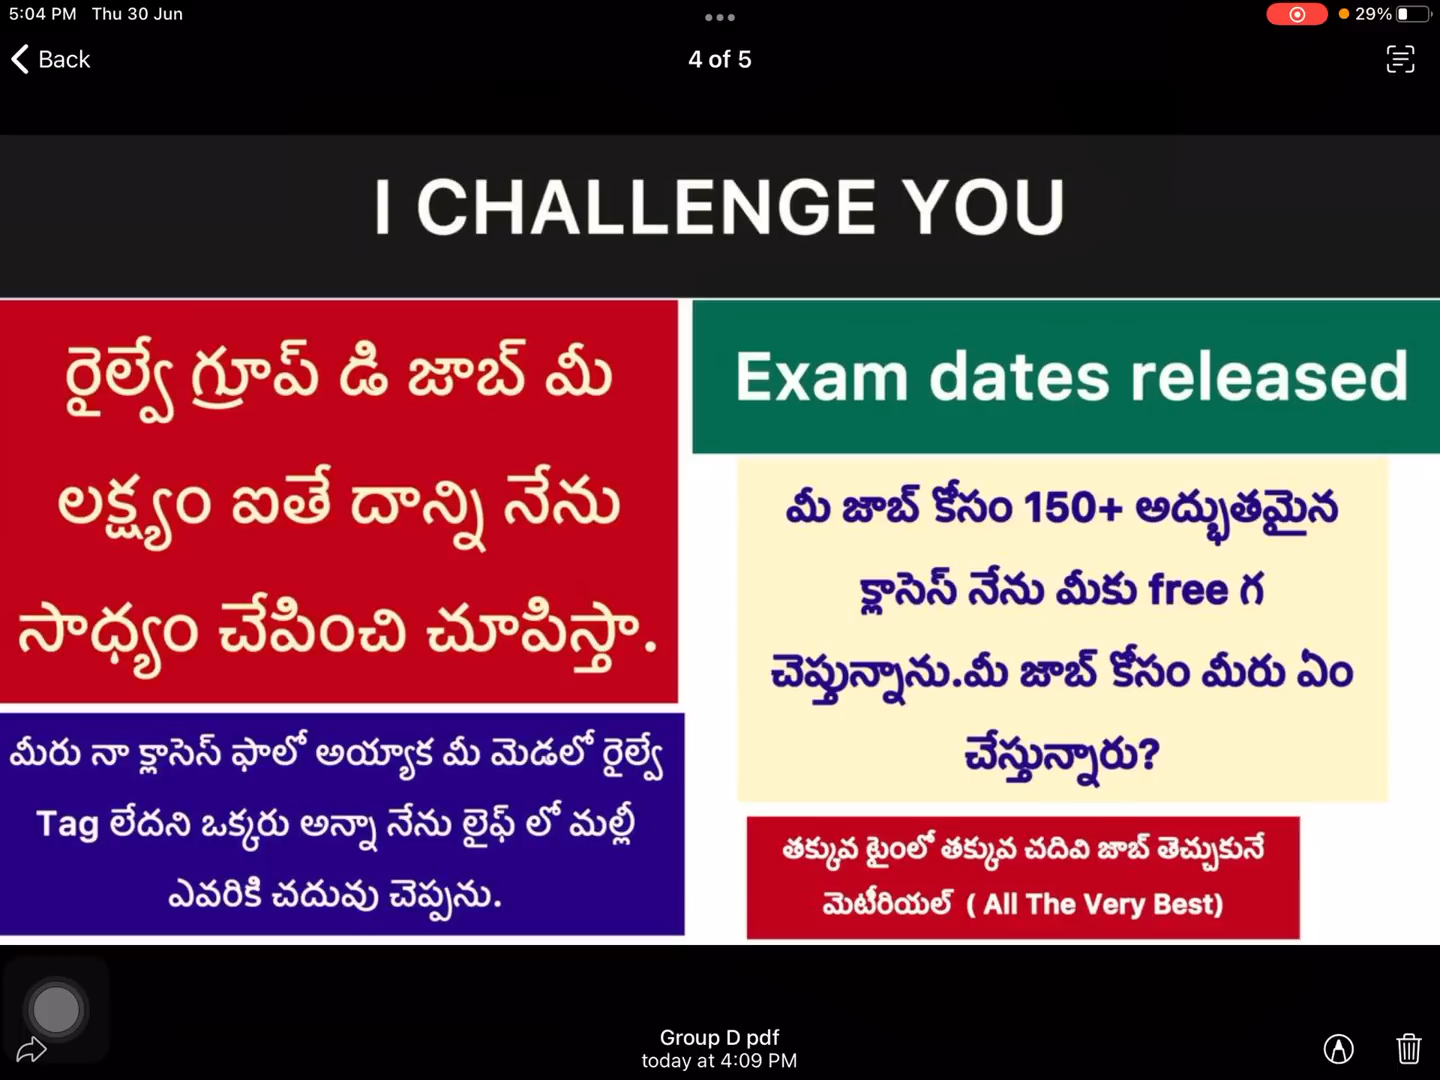 5:04 PM Thu 30 Jun
29%
Back
4 of 5
I CHALLENGE YOU
రైల్వే గ్రూప్ డి జాబ్ మీ
లక్ష్యం ఐతే దాన్ని నేను
సాధ్యం చేపించి చూపిస్తా.
మీరు నా క్లాసెస్ ఫాలో అయ్యాక మీ మెడలో రైల్వే
Tag లేదని ఒక్కరు అన్నా నేను లైఫ్ లో మల్లీ
ఎవరికి చదువు చెప్పను.
Exam dates released
మీ జాబ్ కోసం 150+ అద్భుతమైన
క్లాసెస్ నేను మీకు free గ
చెప్తున్నాను.మీ జాబ్ కోసం మీరు ఏం
చేస్తున్నారు?
తక్కువ టైంలో తక్కువ చదివి జాబ్ తెచ్చుకునే
మెటీరియల్ ( All The Very Best)
Group D pdf
today at 4:09 PM